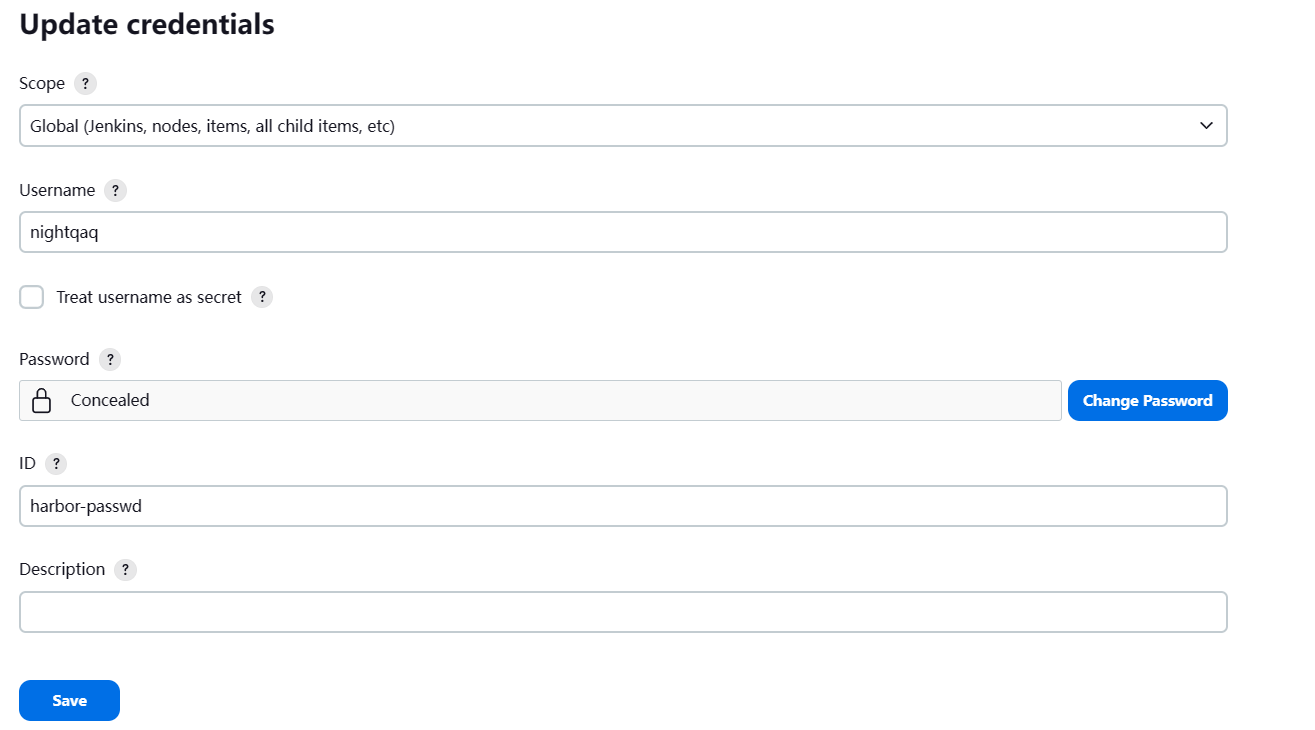 Update credentials
Scope ?
Global (Jenkins, nodes, items, all child items, etc)
Username ?
nightqaq
Treat username as secret ?
Password ?
Concealed
Change Password
ID ?
harbor-passwd
Description ?
Save